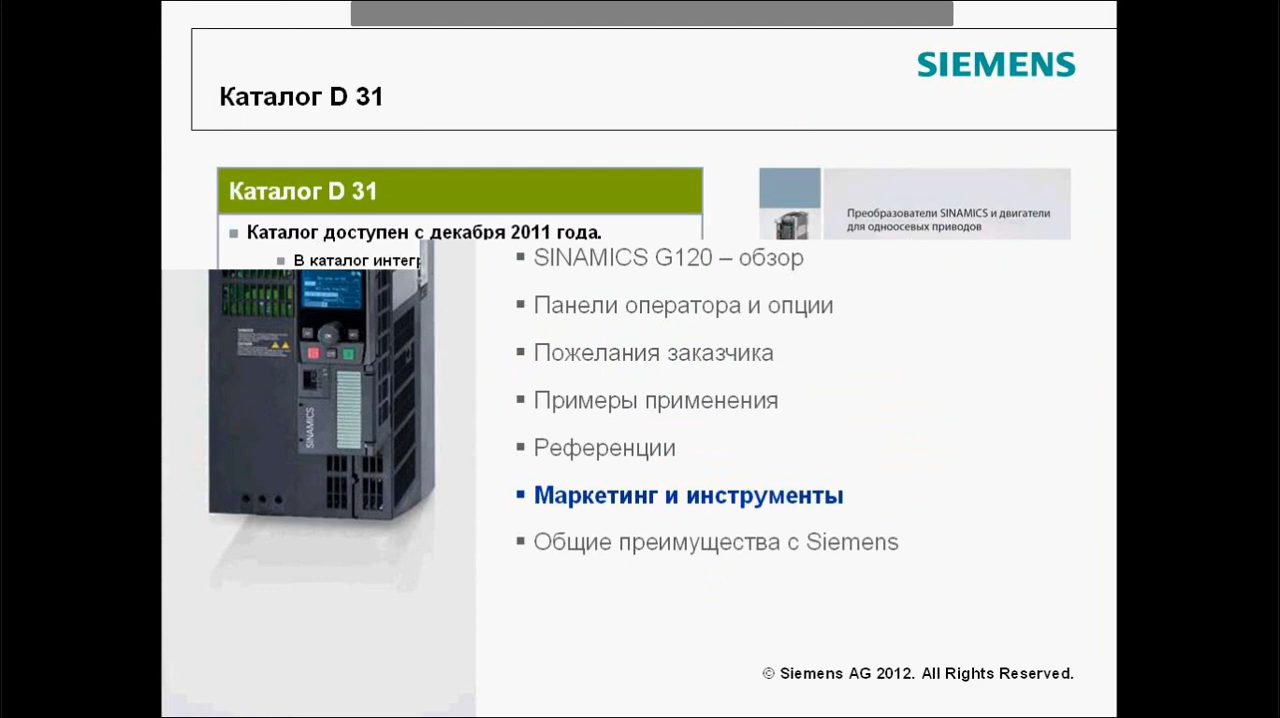 SIEMENS
Каталог D 31
Каталог D 31
Каталог доступен с декабря 2011 года.
В каталог
Преобразователи SINAMICS и двигатели
для одноосевых приводов
SINAMICS G120 – обзор
Панели оператора и опции
Пожелания заказчика
Примеры применения
Референции
Маркетинг и инструменты
Общие преимущества с Siemens
SINAMICS
© Siemens AG 2012. All Rights Reserved.